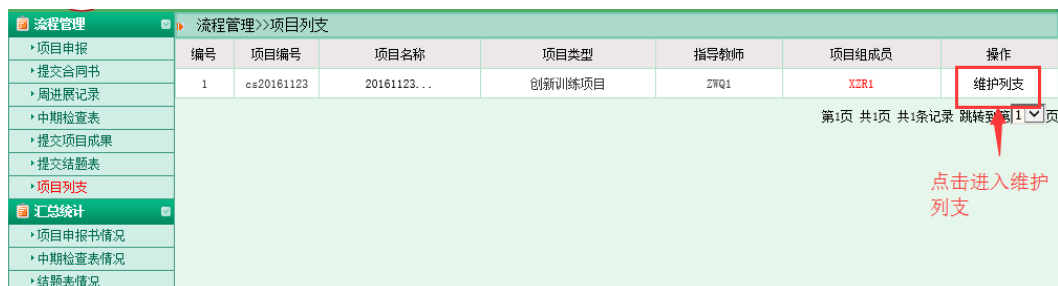 流程管理
项目申报
提交合同书
周进展记录
中期检查表
提交项目成果
提交结题表
项目列支
汇总统计
项目申报书情况
中期检查表情况
结题表情况
流程管理>>项目列支
编号 项目编号 项目名称 项目类型 指导教师 项目组成员 操作
1 cs20161123 20161123... 创新训练项目 ZWQ1 XZR1 维护列支
第1页 共1页 共1条记录 跳转到第1页
点击进入维护
列支